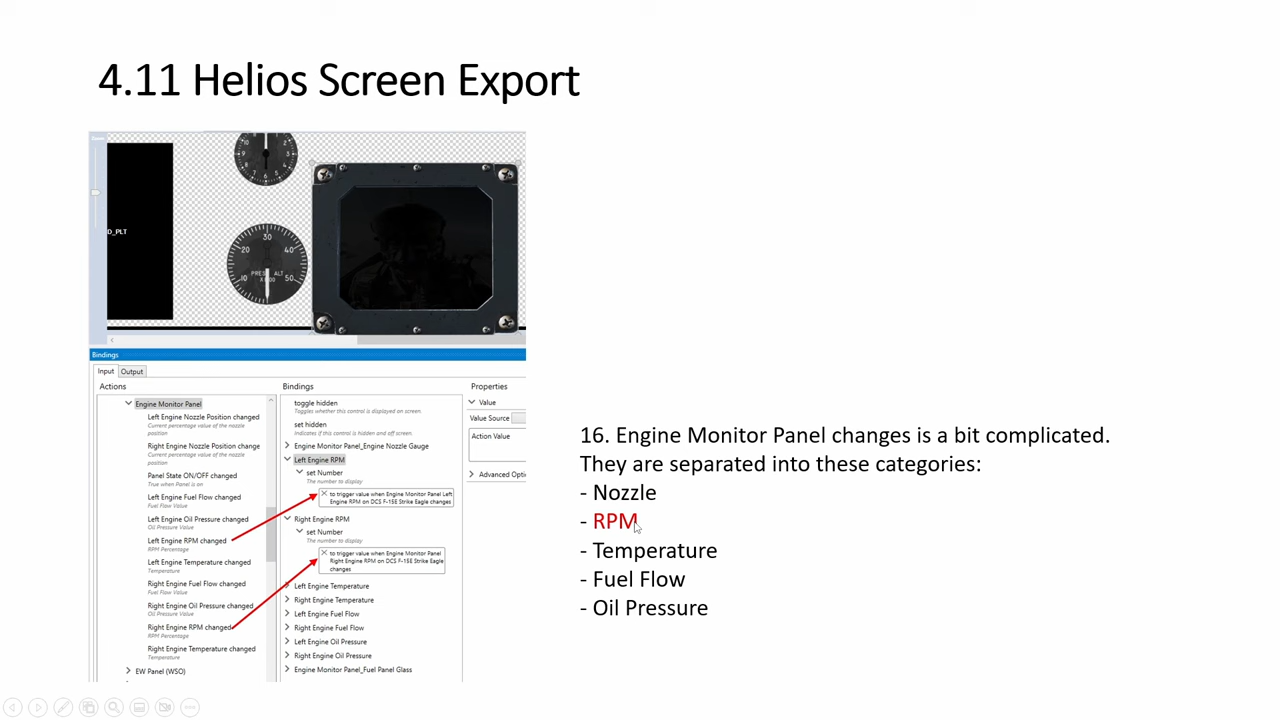 4.11 Helios Screen Export
D_PLT
30
20
40
PRESS ALT
10
50
Bindings
Input
Output
Actions
Bindings
Properties
Engine Monitor Panel
Left Engine Nozzle Position changed
Current percentage value of the nozzle
position
Right Engine Nozzle Position change
Current percentage value of the nozzle
position
Panel State ON/OFF changed
True when Panel is on
Left Engine Fuel Flow changed
Fuel Flow Value
Left Engine Oil Pressure changed
Oil Pressure Value
Left Engine RPM changed
RPM Percentage
Left Engine Temperature changed
Temperature
Right Engine Fuel Flow changed
Fuel Flow Value
Right Engine Oil Pressure changed
Oil Pressure Value
Right Engine RPM changed
RPM Percentage
Right Engine Temperature changed
Temperature
EW Panel (WSO)
toggle hidden
Toggles whether this control is displayed on screen.
set hidden
Indicates if this control is hidden and off screen.
Engine Monitor Panel_Engine Nozzle Gauge
Left Engine RPM
set Number
The number to display
to trigger value when Engine Monitor Panel Left
Engine RPM on DCS F-15E Strike Eagle changes
Right Engine RPM
set Number
The number to display
to trigger value when Engine Monitor Panel
Right Engine RPM on DCS F-15E Strike Eagle
changes
Left Engine Temperature
Right Engine Temperature
Left Engine Fuel Flow
Right Engine Fuel Flow
Left Engine Oil Pressure
Right Engine Oil Pressure
Engine Monitor Panel_Fuel Panel Glass
Value
Value Source
Action Value
Advanced Optio
16. Engine Monitor Panel changes is a bit complicated.
They are separated into these categories:
- Nozzle
- RPM
- Temperature
- Fuel Flow
- Oil Pressure